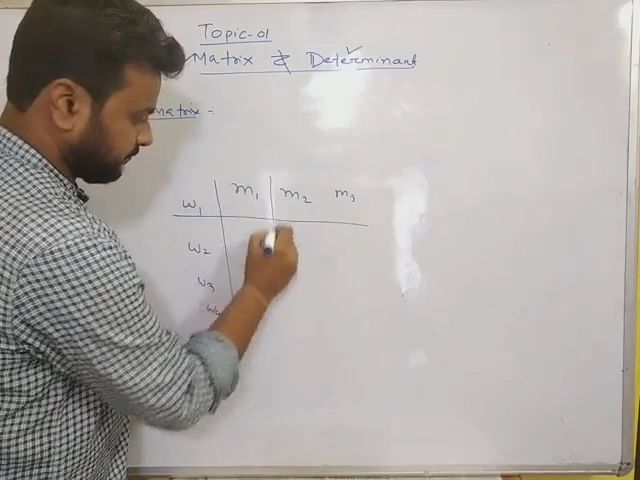 Topic-01
Matrix & Determinant
matrix =
m1 m2 m3
w1
w2
w3